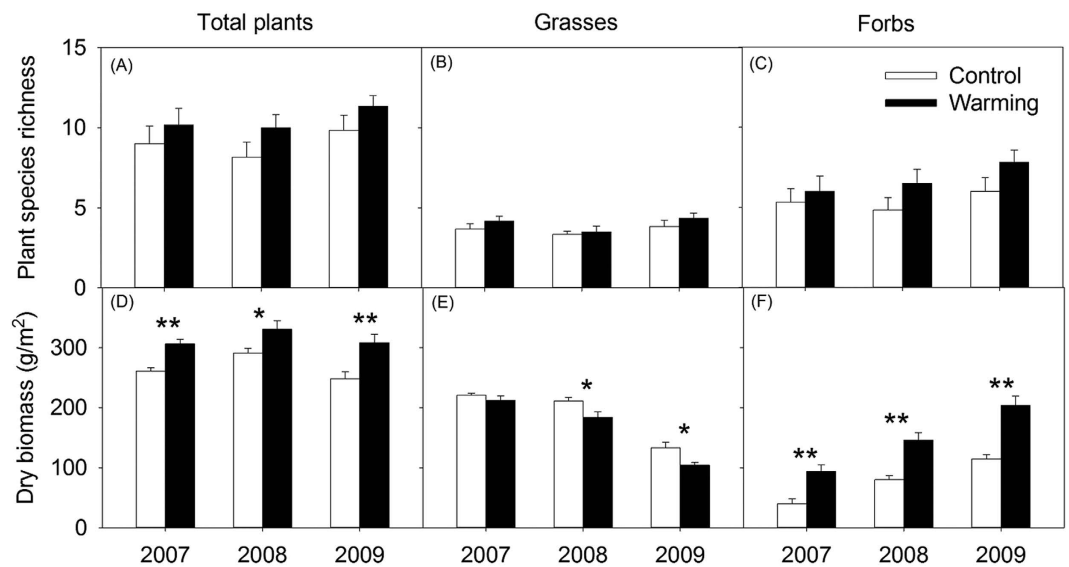 Total plants
Grasses
Forbs
Plant species richness
15
10
5
0
(A)
(B)
(C)
Control
Warming
Dry biomass (g/m²)
300
200
100
0
(D)
**
*
**
(E)
*
*
(F)
**
**
**
2007 2008 2009
2007 2008 2009
2007 2008 2009